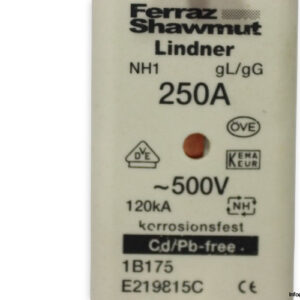 Ferraz
Shawmut
Lindner
NH1 gL/gG
250A
ÖVE
VDE KEMA
KEUR
~500V
120kA NH
korrosionsfest
Cd/Pb-free
1B175
E219815C CE